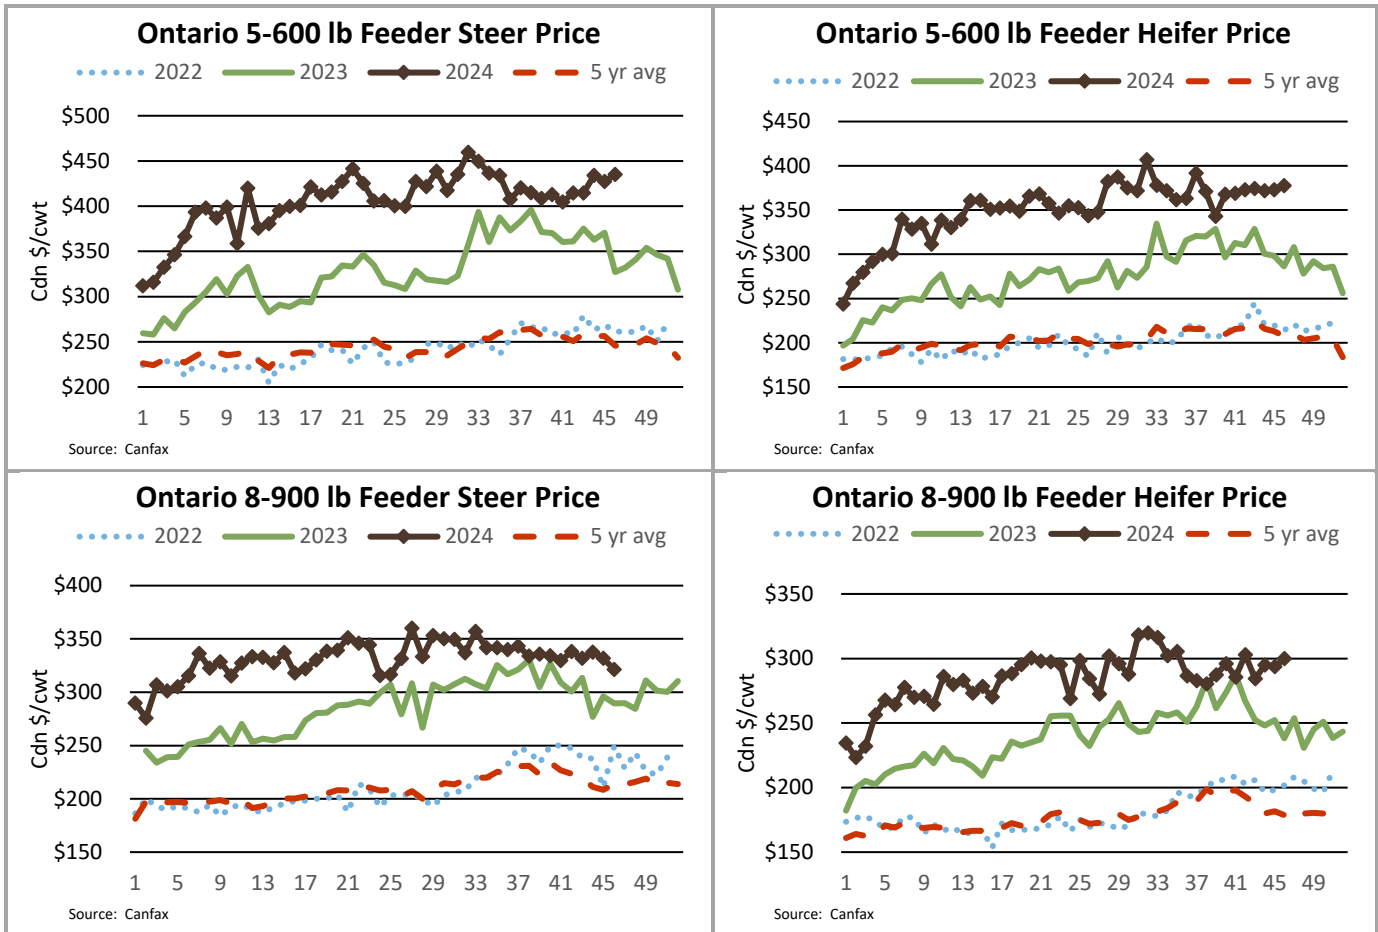 Ontario 5-600 lb Feeder Steer Price
2022 2023 2024 5 yr avg
Cdn $/cwt
$500
$450
$400
$350
$300
$250
$200
1 5 9 13 17 21 25 29 33 37 41 45 49
Source: Canfax
Ontario 5-600 lb Feeder Heifer Price
2022 2023 2024 5 yr avg
Cdn $/cwt
$450
$400
$350
$300
$250
$200
$150
1 5 9 13 17 21 25 29 33 37 41 45 49
Source: Canfax
Ontario 8-900 lb Feeder Steer Price
2022 2023 2024 5 yr avg
Cdn $/cwt
$400
$350
$300
$250
$200
$150
1 5 9 13 17 21 25 29 33 37 41 45 49
Source: Canfax
Ontario 8-900 lb Feeder Heifer Price
2022 2023 2024 5 yr avg
Cdn $/cwt
$350
$300
$250
$200
$150
1 5 9 13 17 21 25 29 33 37 41 45 49
Source: Canfax